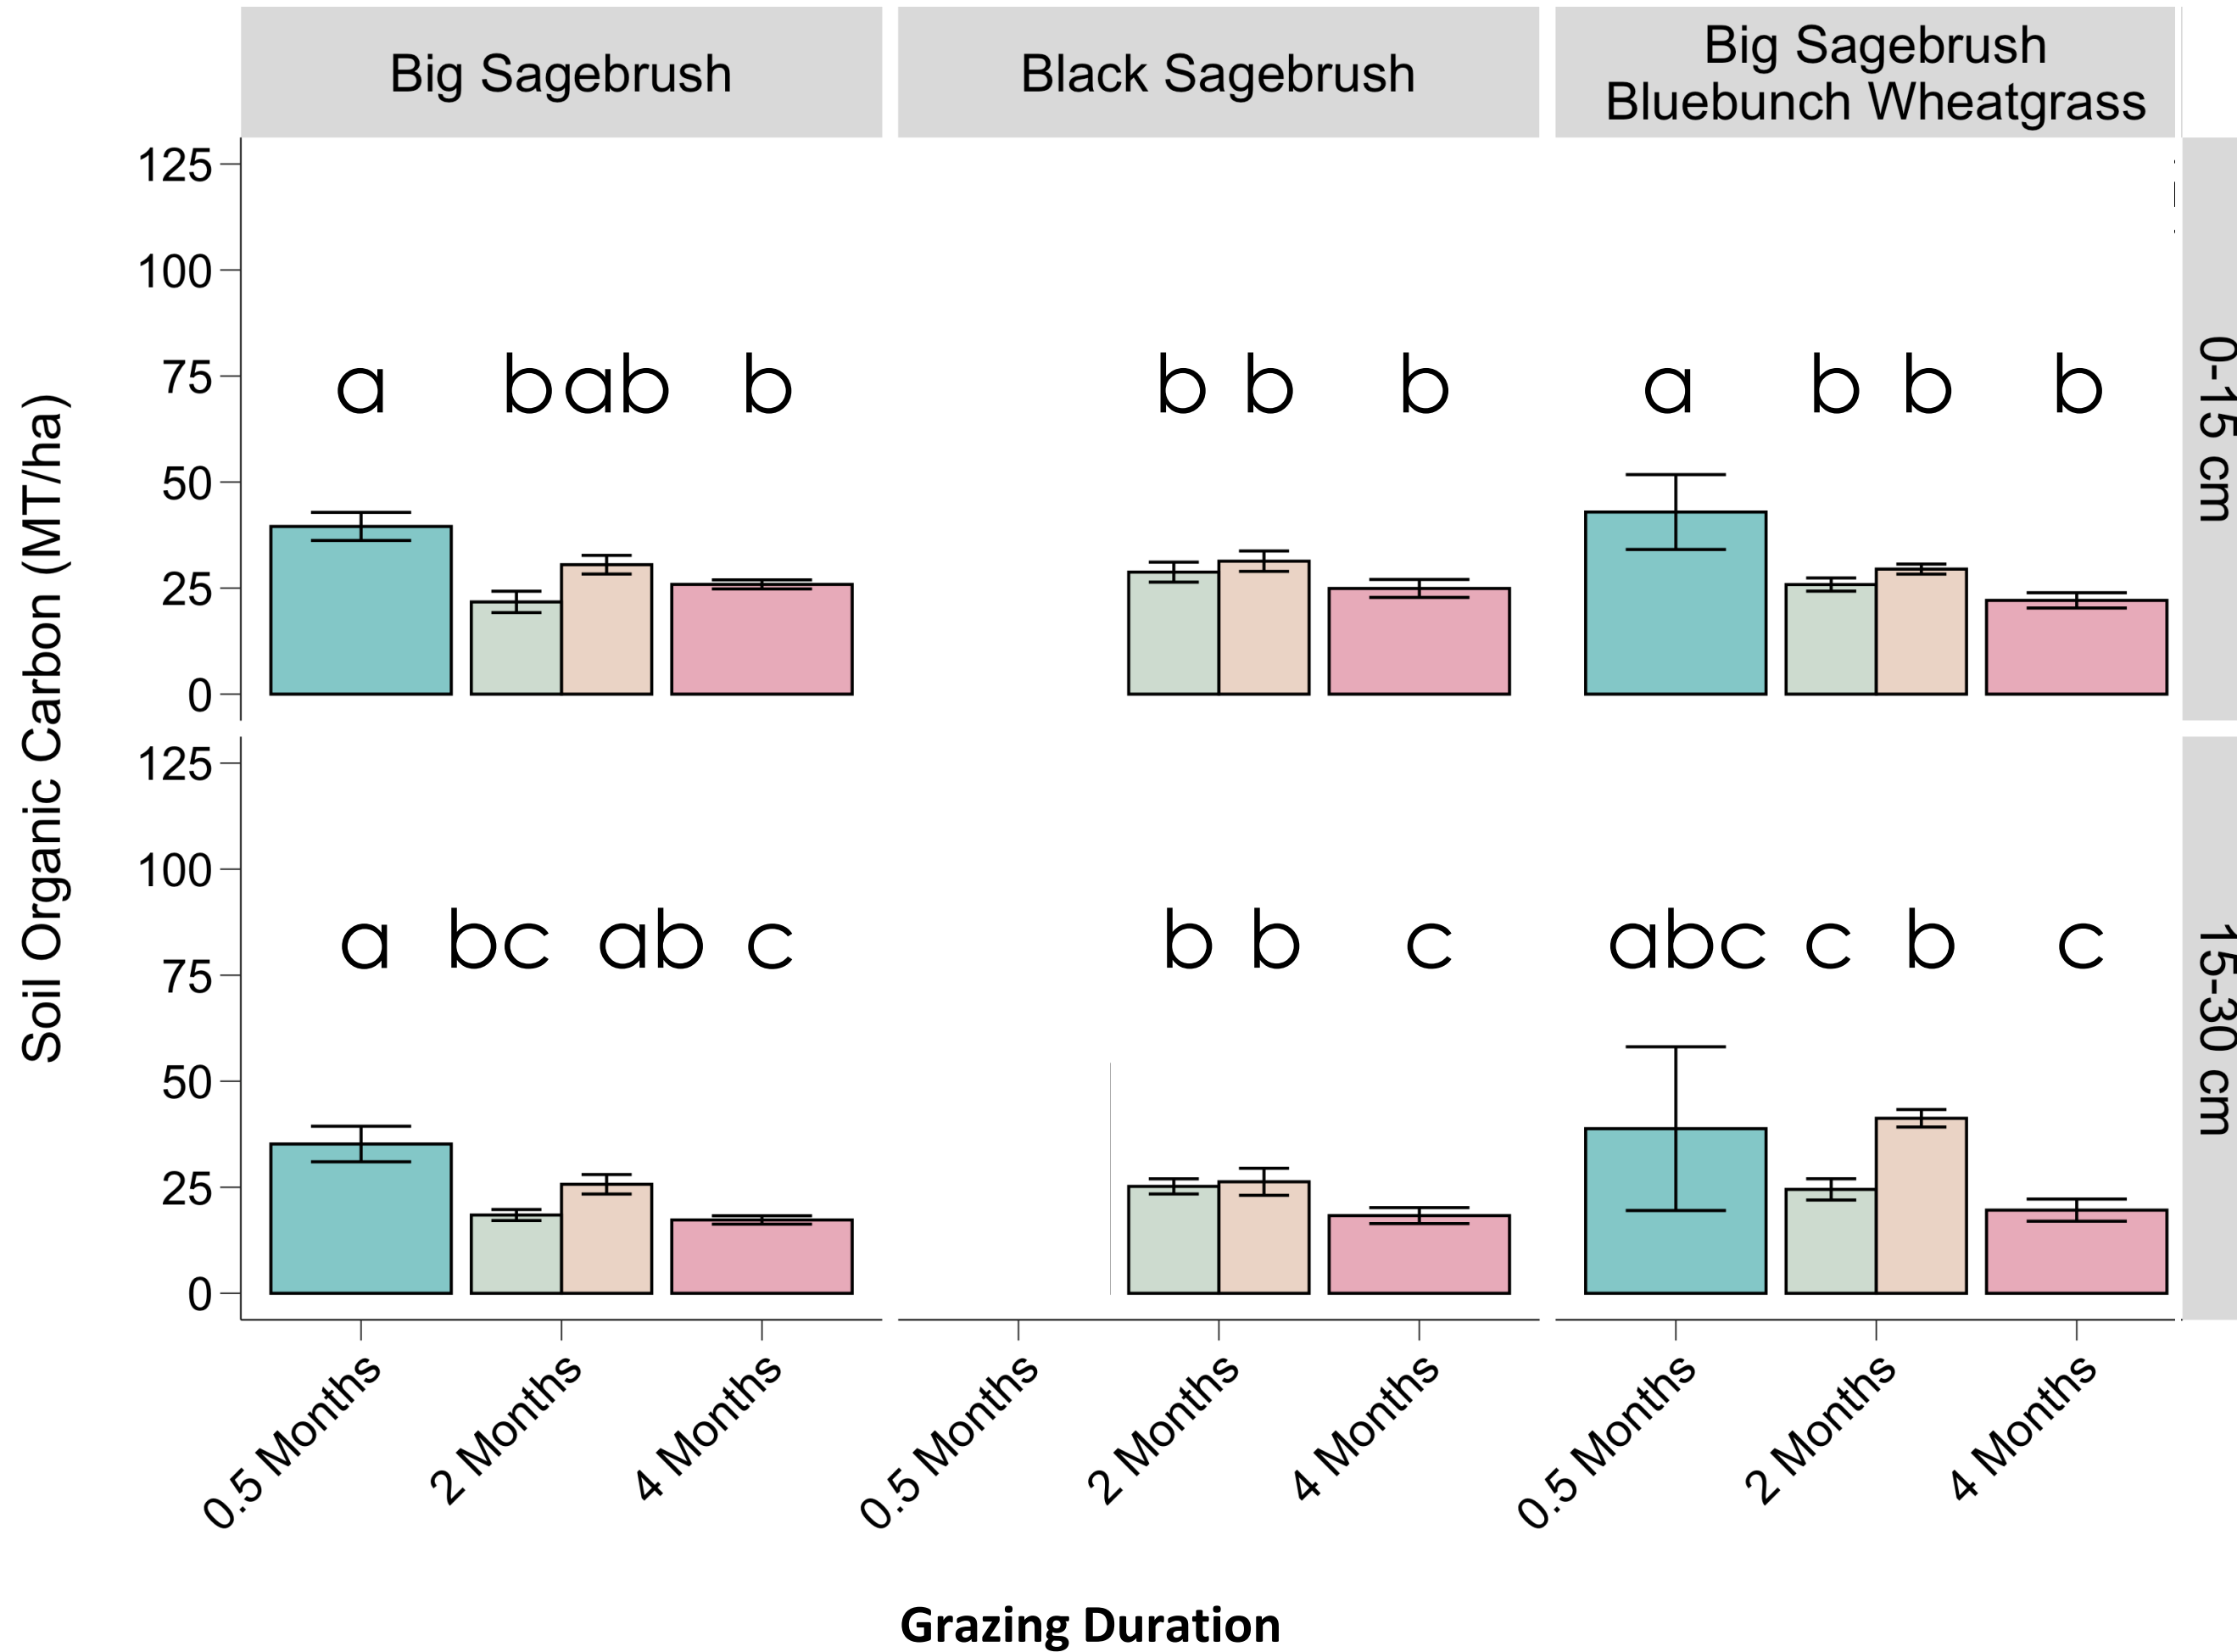 Big Sagebrush
Black Sagebrush
Big Sagebrush
Bluebunch Wheatgrass
Soil Organic Carbon (MT/ha)
125
100
75
50
25
0
a b ab b
b b b
a b b b
0-15 cm
125
100
75
50
25
0
a bc ab c
b b c
abc c b c
15-30 cm
0.5 Months
2 Months
4 Months
0.5 Months
2 Months
4 Months
0.5 Months
2 Months
4 Months
Grazing Duration